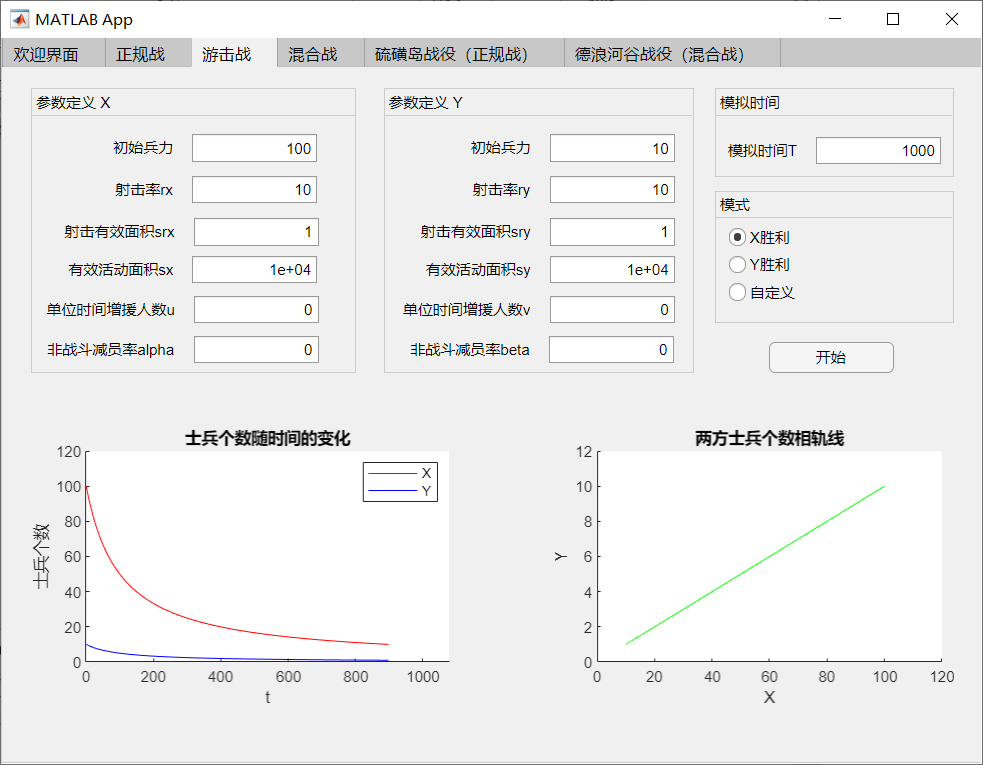 MATLAB App
欢迎界面 正规战 游击战 混合战 硫磺岛战役（正规战） 德浪河谷战役（混合战）
参数定义 X
初始兵力 100
射击率rx 10
射击有效面积srx 1
有效活动面积sx 1e+04
单位时间增援人数u 0
非战斗减员率alpha 0
参数定义 Y
初始兵力 10
射击率ry 10
射击有效面积sry 1
有效活动面积sy 1e+04
单位时间增援人数v 0
非战斗减员率beta 0
模拟时间
模拟时间T 1000
模式
X胜利
Y胜利
自定义
开始
士兵个数随时间的变化
120
100
80
60
40
20
0
士兵个数
X
Y
0 200 400 600 800 1000
t
两方士兵个数相轨线
12
10
8
6
4
2
0
Y
0 20 40 60 80 100 120
X